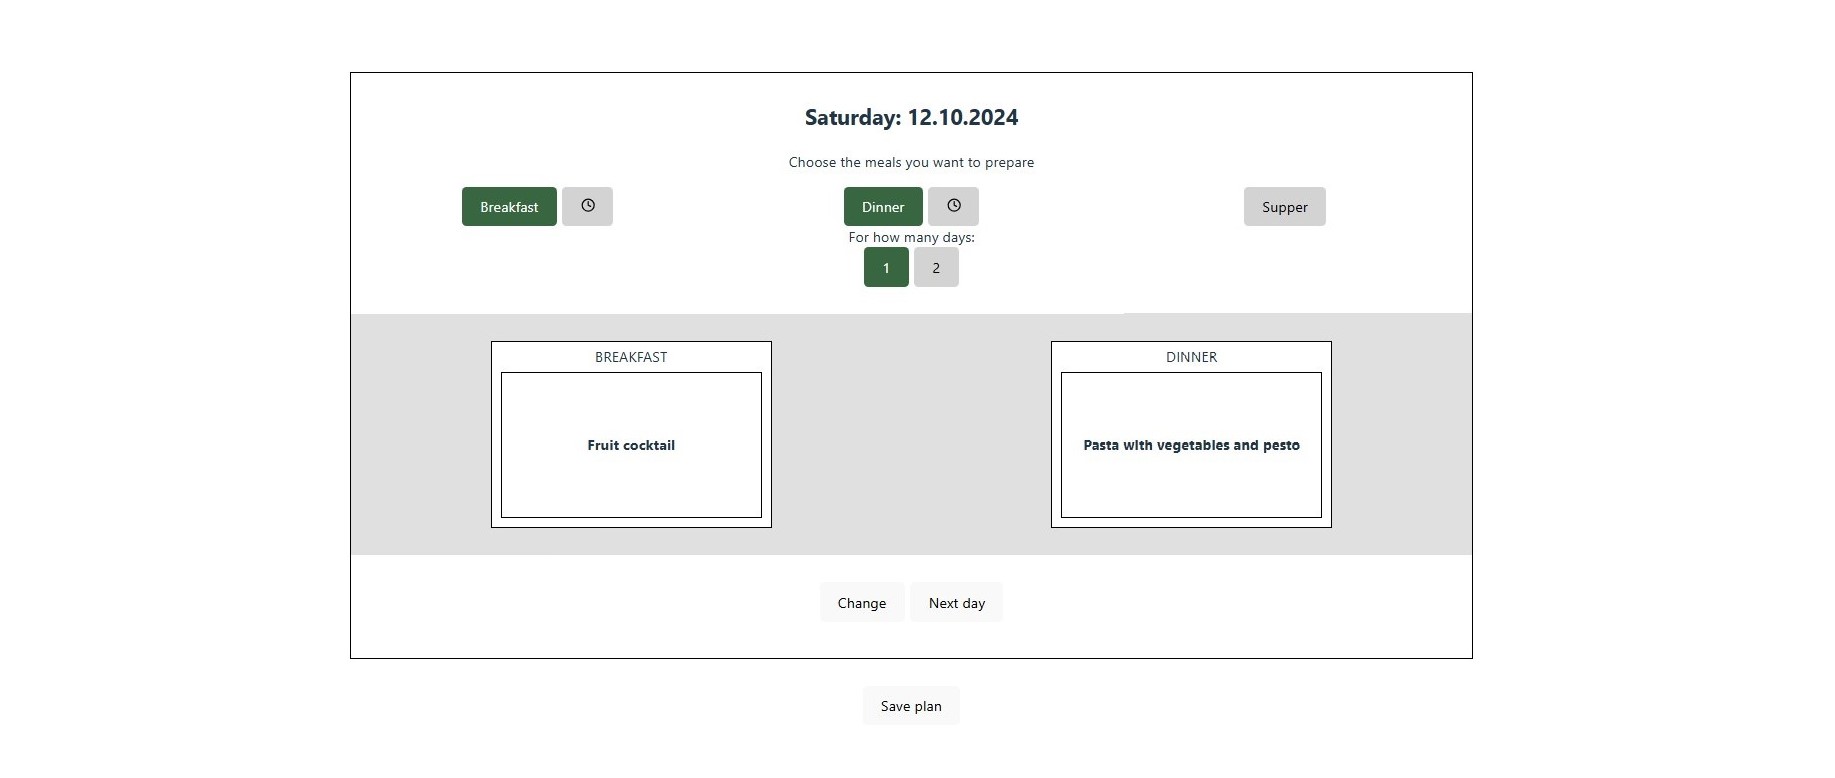 Saturday: 12.10.2024
Choose the meals you want to prepare
Breakfast Dinner Supper
For how many days:
1 2
BREAKFAST DINNER
Fruit cocktail Pasta with vegetables and pesto
Change Next day
Save plan